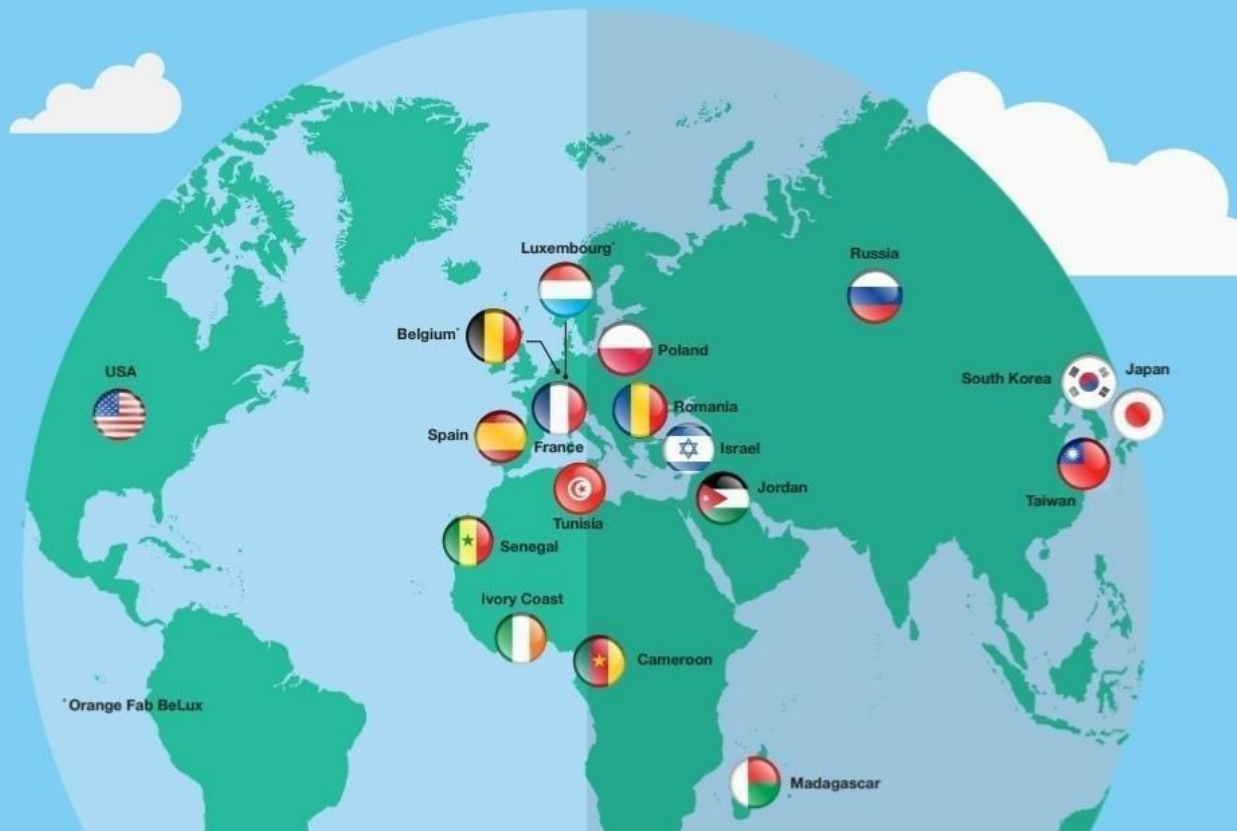 Luxembourg*
Russia
Belgium*
Poland
USA
South Korea
Japan
Romania
Spain
France
Israel
Jordan
Taiwan
Tunisia
Senegal
Ivory Coast
Cameroon
*Orange Fab BeLux
Madagascar